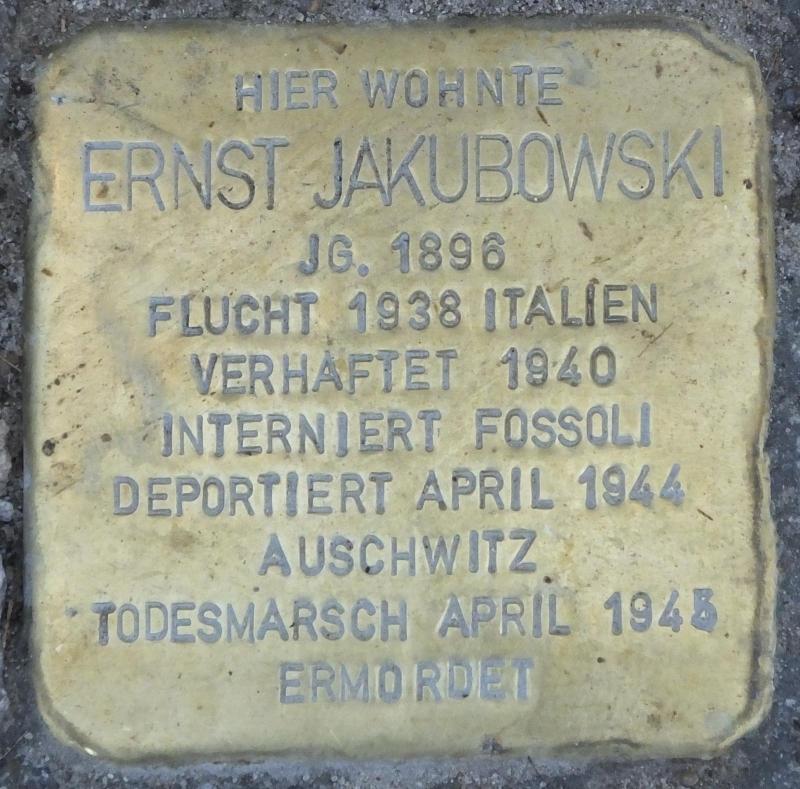 HIER WOHNTE
ERNST JAKUBOWSKI
JG. 1896
FLUCHT 1938 ITALIEN
VERHAFTET 1940
INTERNIERT FOSSOLI
DEPORTIERT APRIL 1944
AUSCHWITZ
TODESMARSCH APRIL 1945
ERMORDET